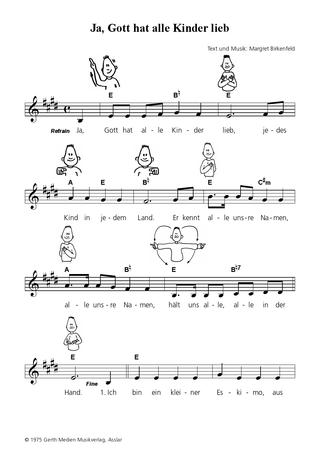 Ja, Gott hat alle Kinder lieb
Text und Musik: Margret Birkenfeld
E B⁷ E
Refrain Ja, Gott hat al - le Kin - der lieb, je - des
A E B⁷ E C♯m
Kind in je - dem Land. Er kennt al - le uns - re Na - men,
A B⁷ E B⁷
al - le uns - re Na - men, hält uns al - le, al - le in der
E E
Hand. Fine 1. Ich bin ein klei - ner Es - ki - mo, aus
© 1975 Gerth Medien Musikverlag, Asslar